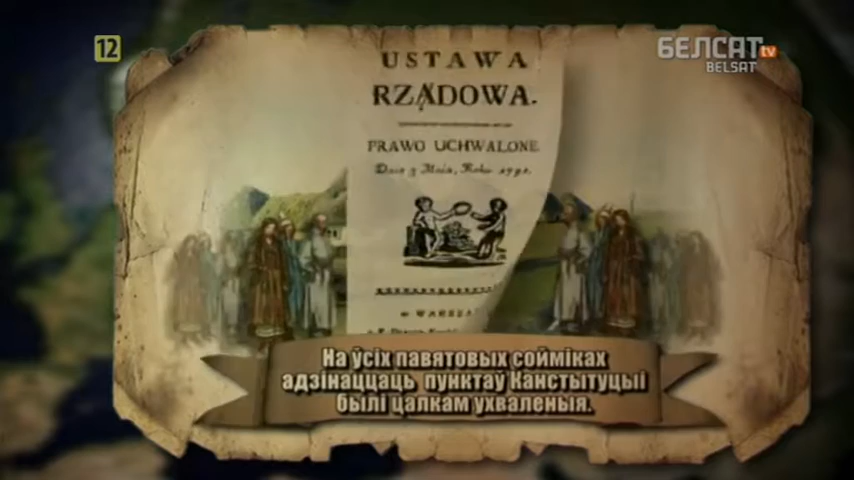 12
БЕЛСАТ tv
BELSAT
USTAWA
RZĄDOWA.
PRAWO UCHWALONE.
Dnia 3 Maia, Roku 1791.
w WARSZA
На ўсіх павятовых сойміках
адзінаццаць пунктаў Канстытуцыі
былі цалкам ухваленыя.